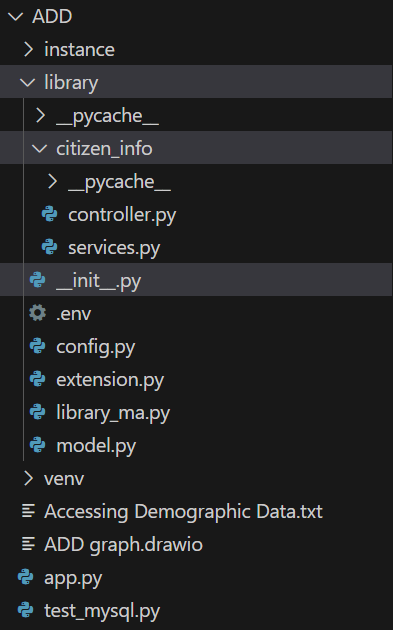 ADD
instance
library
__pycache__
citizen_info
__pycache__
controller.py
services.py
__init__.py
.env
config.py
extension.py
library_ma.py
model.py
venv
Accessing Demographic Data.txt
ADD graph.drawio
app.py
test_mysql.py